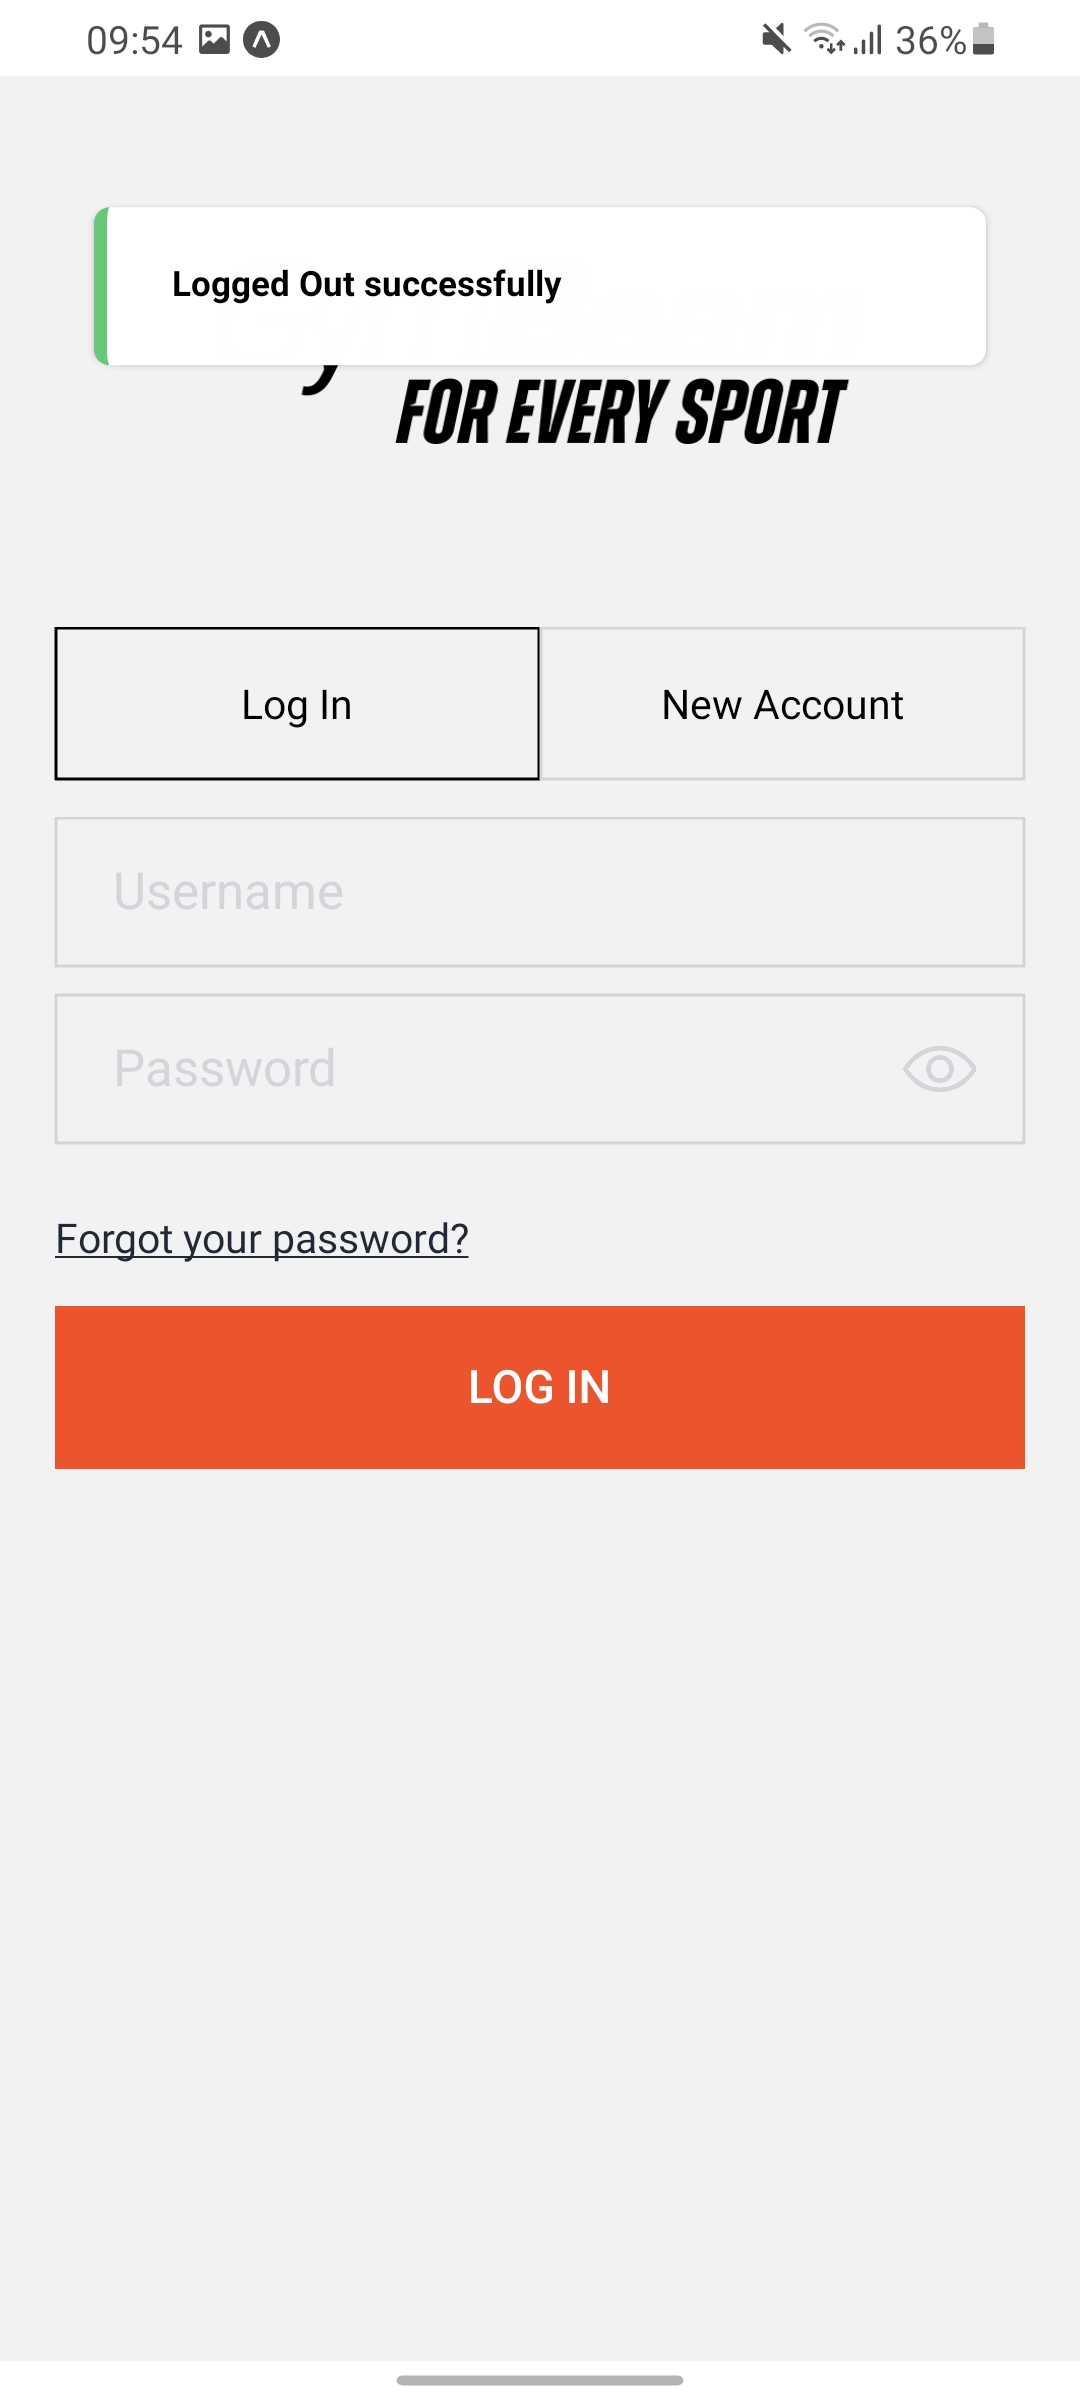 09:54
36%
Logged Out successfully
FOR EVERY SPORT
Log In
New Account
Username
Password
Forgot your password?
LOG IN